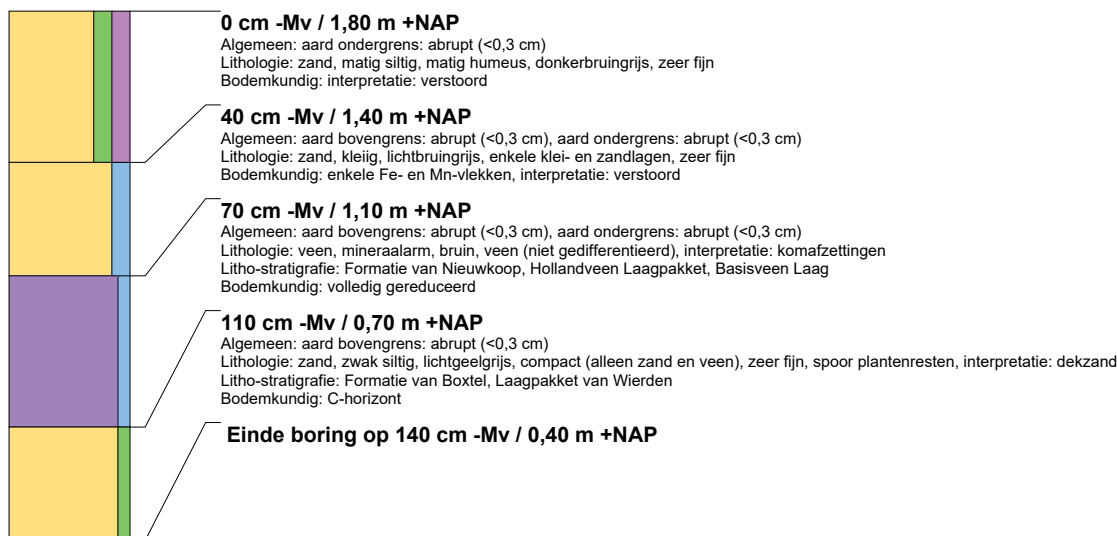 0 cm -Mv / 1,80 m +NAP
Algemeen: aard ondergrens: abrupt (<0,3 cm)
Lithologie: zand, matig siltig, matig humeus, donkerbruingrijs, zeer fijn
Bodemkundig: interpretatie: verstoord
40 cm -Mv / 1,40 m +NAP
Algemeen: aard bovengrens: abrupt (<0,3 cm), aard ondergrens: abrupt (<0,3 cm)
Lithologie: zand, kleiig, lichtbruingrijs, enkele klei- en zandlagen, zeer fijn
Bodemkundig: enkele Fe- en Mn-vlekken, interpretatie: verstoord
70 cm -Mv / 1,10 m +NAP
Algemeen: aard bovengrens: abrupt (<0,3 cm), aard ondergrens: abrupt (<0,3 cm)
Lithologie: veen, mineraalarm, bruin, veen (niet gedifferentieerd), interpretatie: komafzettingen
Litho-stratigrafie: Formatie van Nieuwkoop, Hollandveen Laagpakket, Basisveen Laag
Bodemkundig: volledig gereduceerd
110 cm -Mv / 0,70 m +NAP
Algemeen: aard bovengrens: abrupt (<0,3 cm)
Lithologie: zand, zwak siltig, lichtgeelgrijs, compact (alleen zand en veen), zeer fijn, spoor plantenresten, interpretatie: dekzand
Litho-stratigrafie: Formatie van Boxtel, Laagpakket van Wierden
Bodemkundig: C-horizont
Einde boring op 140 cm -Mv / 0,40 m +NAP